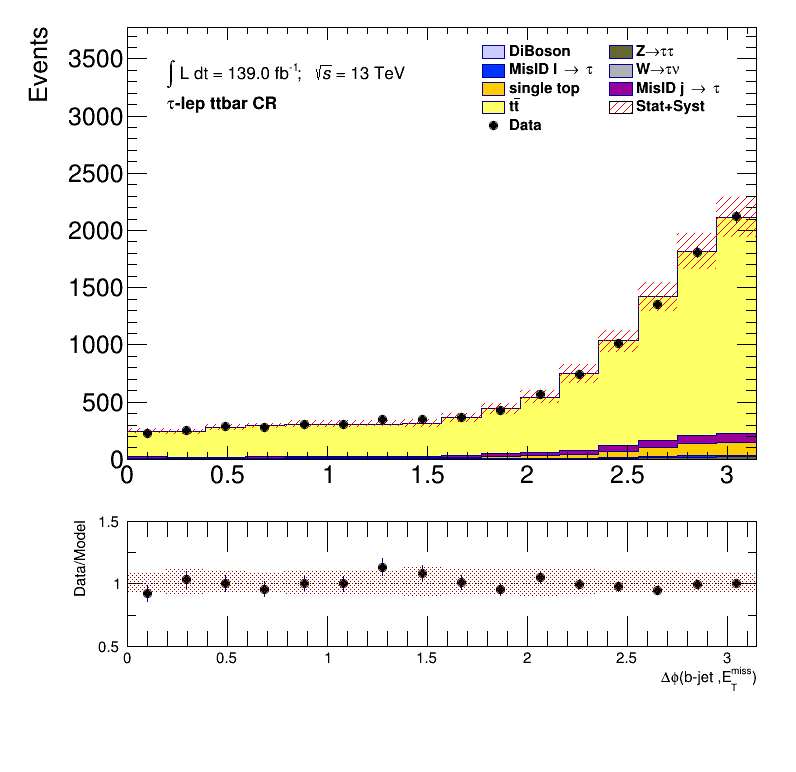 Events
3500
3000
2500
2000
1500
1000
500
0
∫ L dt = 139.0 fb⁻¹; √s = 13 TeV
τ-lep ttbar CR
DiBoson
MisID l → τ
single top
tt̄
Data
Z→ττ
W→τν
MisID j → τ
Stat+Syst
0 0.5 1 1.5 2 2.5 3
Data/Model
1.5
1
0.5
0 0.5 1 1.5 2 2.5 3
Δϕ(b-jet ,E_T^miss)